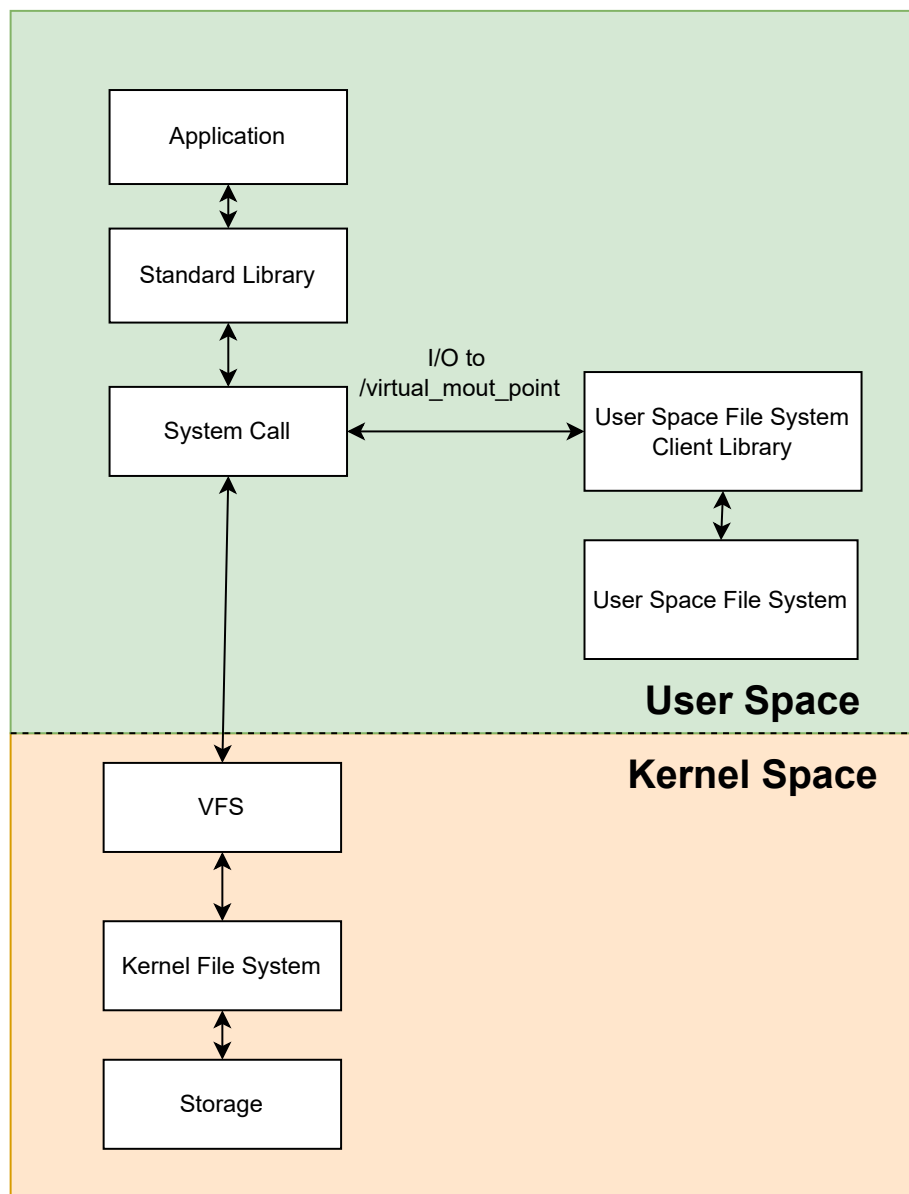 Application
Standard Library
I/O to
/virtual_mout_point
System Call
User Space File System
Client Library
User Space File System
User Space
Kernel Space
VFS
Kernel File System
Storage